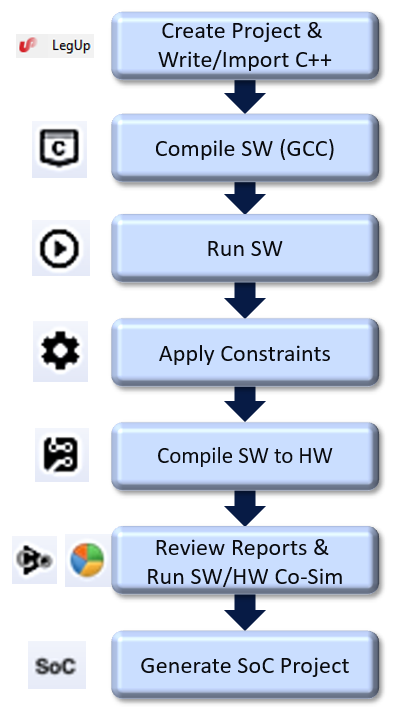 LegUp
Create Project &
Write/Import C++
C
Compile SW (GCC)
Run SW
Apply Constraints
Compile SW to HW
Review Reports &
Run SW/HW Co-Sim
SoC
Generate SoC Project